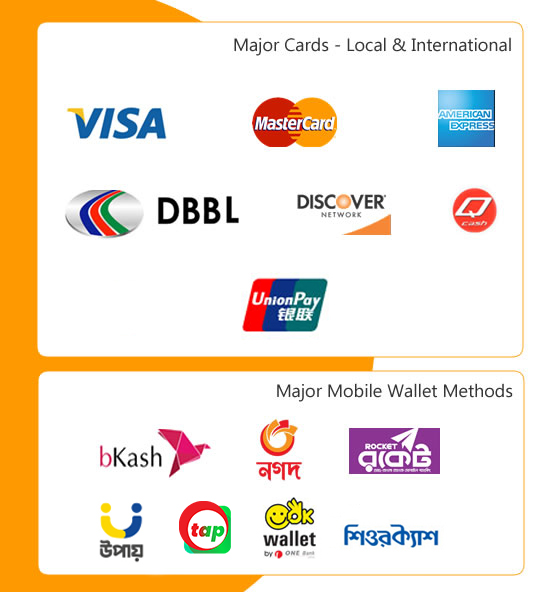 Major Cards - Local & International
VISA
MasterCard
AMERICAN
EXPRESS
DBBL
DISCOVER
NETWORK
Q
cash
UnionPay
银联
Major Mobile Wallet Methods
bKash
নগদ
ROCKET
রকেট
উপায়
tap
OK
wallet
by ONE Bank
শিওরক্যাশ